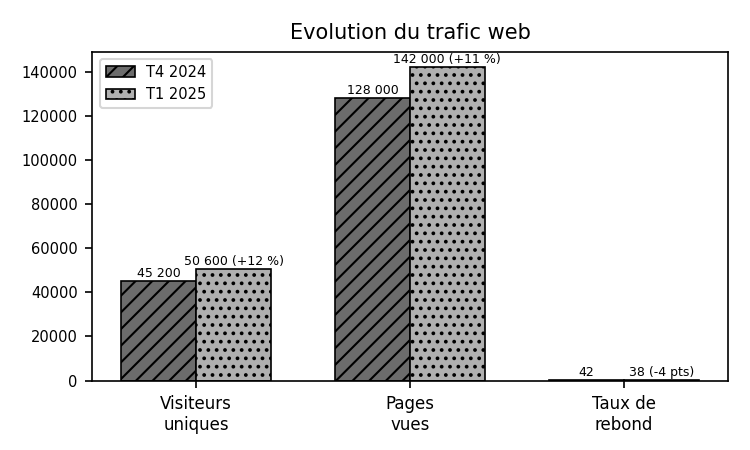 Evolution du trafic web
T4 2024
T1 2025
140000
120000
100000
80000
60000
40000
20000
0
45 200
50 600 (+12 %)
128 000
142 000 (+11 %)
42
38 (-4 pts)
Visiteurs
uniques
Pages
vues
Taux de
rebond